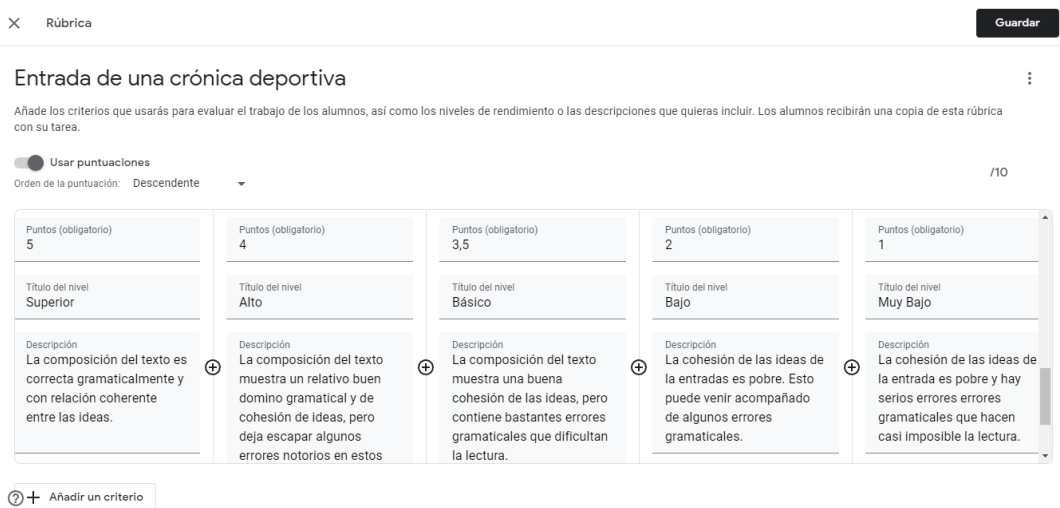 Rúbrica
Guardar
Entrada de una crónica deportiva
Añade los criterios que usarás para evaluar el trabajo de los alumnos, así como los niveles de rendimiento o las descripciones que quieras incluir. Los alumnos recibirán una copia de esta rúbrica
con su tarea.
Usar puntuaciones
Orden de la puntuación: Descendente
/10
Puntos (obligatorio)
5
Título del nivel
Superior
Descripción
La composición del texto es
correcta gramaticalmente y
con relación coherente
entre las ideas.
Puntos (obligatorio)
4
Título del nivel
Alto
Descripción
La composición del texto
muestra un relativo buen
domino gramatical y de
cohesión de ideas, pero
deja escapar algunos
errores notorios en estos
Puntos (obligatorio)
3,5
Título del nivel
Básico
Descripción
La composición del texto
muestra una buena
cohesión de las ideas, pero
contiene bastantes errores
gramaticales que dificultan
la lectura.
Puntos (obligatorio)
2
Título del nivel
Bajo
Descripción
La cohesión de las ideas de
la entradas es pobre. Esto
puede venir acompañado
de algunos errores
gramaticales.
Puntos (obligatorio)
1
Título del nivel
Muy Bajo
Descripción
La cohesión de las ideas de
la entrada es pobre y hay
serios errores errores
gramaticales que hacen
casi imposible la lectura.
Añadir un criterio